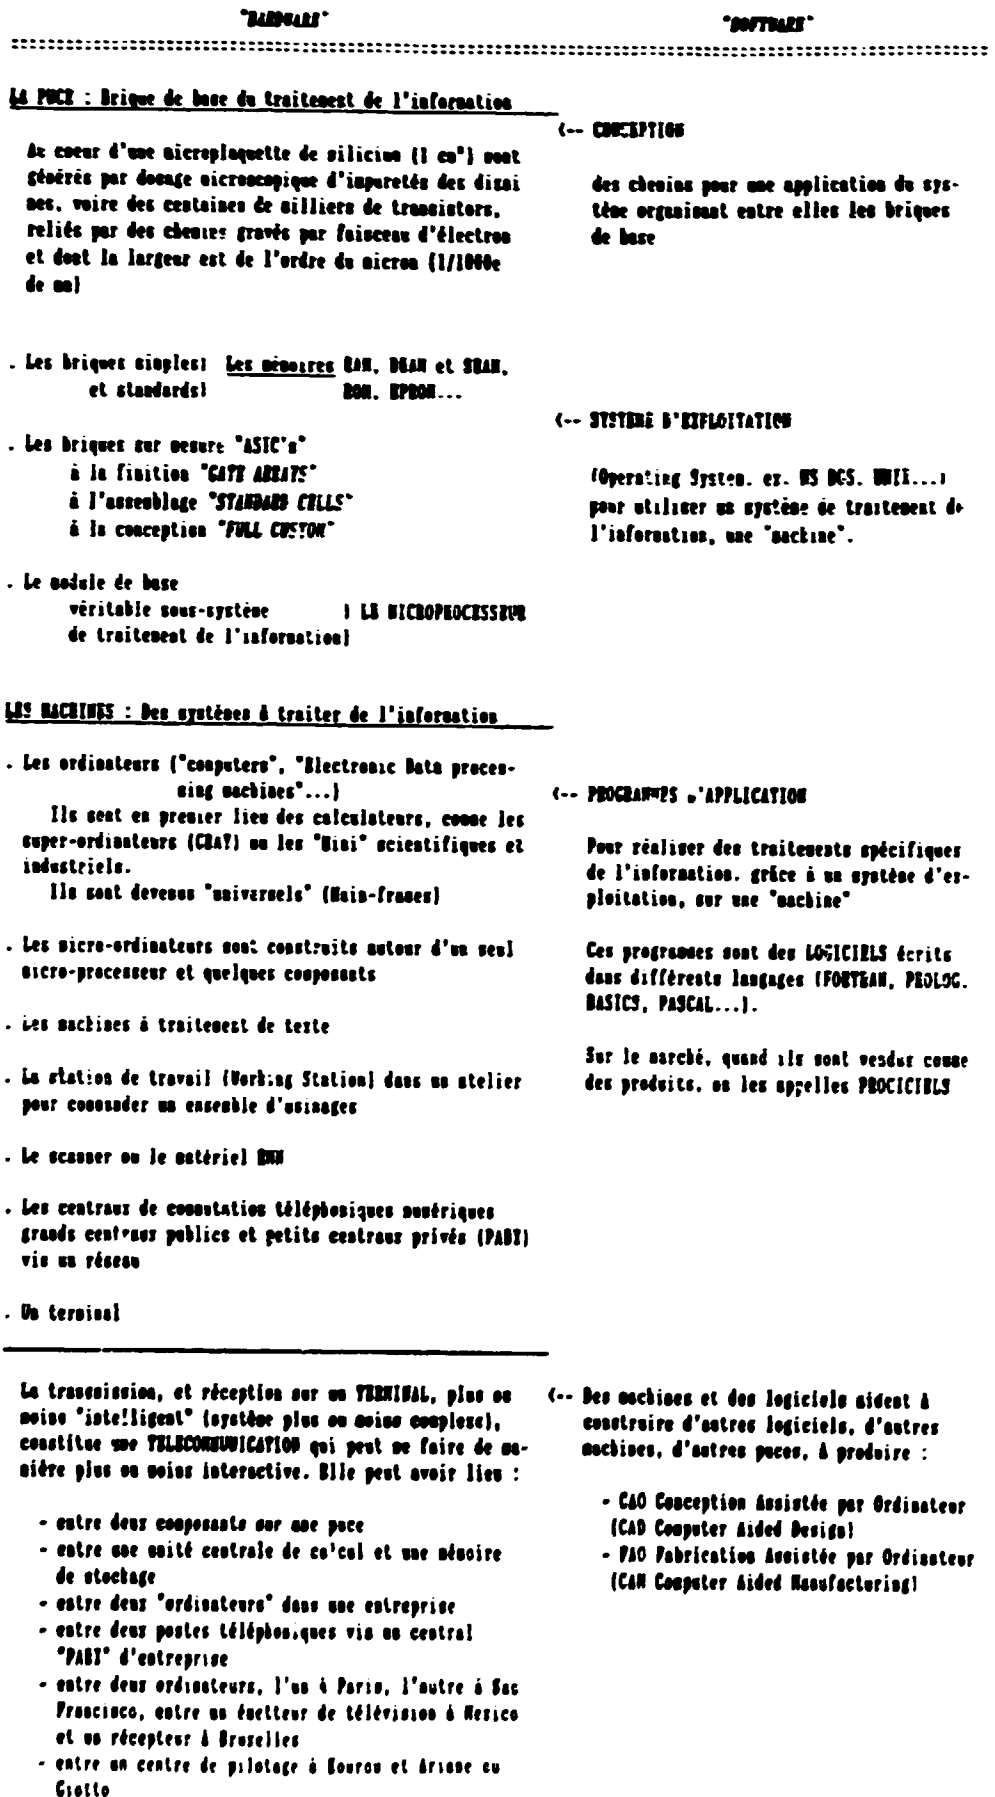 "HARDWARE"
"SOFTWARE"
LA PUCE : Brique de base du traitement de l'information
Au coeur d'une microplaquette de silicium (1 cm²) sont
générés par dosage microscopique d'impuretés des dizai
nes, voire des centaines de milliers de transistors,
reliés par des chemins gravés par faisceau d'électron
et dont la largeur est de l'ordre du micron (1/1000e
de mm)
. Les briques simples) Les mémoires RAM, DRAM et SRAM,
et standards) ROM, EPROM...
. Les briques sur mesure "ASIC's"
à la finition "GATE ARRAYS"
à l'assemblage "STANDARD CELLS"
à la conception "FULL CUSTOM"
. Le module de base
véritable sous-système ) LE MICROPROCESSEUR
de traitement de l'information)
<-- CONCEPTION
des chemins pour une application du sys-
tème organisant entre elles les briques
de base
<-- SYSTEME D'EXPLOITATION
(Operating System. ex. MS DOS. UNIX...)
pour utiliser un système de traitement de
l'information, une "machine".
LES MACHINES : Des systèmes à traiter de l'information
. Les ordinateurs ("computers", "Electronic Data proces-
sing machines"...)
Ils sont en premier lieu des calculateurs, comme les
super-ordinateurs (CRAY) ou les "Mini" scientifiques et
industriels.
Ils sont devenus "universels" (Main-frames)
. Les micro-ordinateurs sont construits autour d'un seul
micro-processeur et quelques composants
. Les machines à traitement de texte
. La station de travail (Working Station) dans un atelier
pour commander un ensemble d'usinages
. Le scanner ou le matériel RMN
. Les centraux de commutation téléphoniques numériques
grands centraux publics et petits centraux privés (PABX)
via un réseau
. Un terminal
<-- PROGRAMMES D'APPLICATION
Pour réaliser des traitements spécifiques
de l'information. grâce à un système d'ex-
ploitation, sur une "machine"
Ces programmes sont des LOGICIELS écrits
dans différents langages (FORTRAN, PROLOG.
BASICS, PASCAL...).
Sur le marché, quand ils sont vendus comme
des produits, on les appelles PROGICIELS
La transmission, et réception sur un TERMINAL, plus ou
moins "intelligent" (système plus ou moins complexe),
constitue une TELECOMMUNICATION qui peut se faire de ma-
nière plus ou moins interactive. Elle peut avoir lieu :
- entre deux composants sur une puce
- entre une unité centrale de calcul et une mémoire
de stockage
- entre deux "ordinateurs" dans une entreprise
- entre deux postes téléphoniques via un central
"PABX" d'entreprise
- entre deux ordinateurs, l'un à Paris, l'autre à San
Francisco, entre un émetteur de télévision à Mexico
et un récepteur à Bruxelles
- entre un centre de pilotage à Kourou et Ariane ou
Giotto
<-- Des machines et des logiciels aident à
construire d'autres logiciels, d'autres
machines, d'autres puces, à produire :
- CAO Conception Assistée par Ordinateur
(CAD Computer Aided Design)
- FAO Fabrication Assistée par Ordinateur
(CAM Computer Aided Manufacturing)